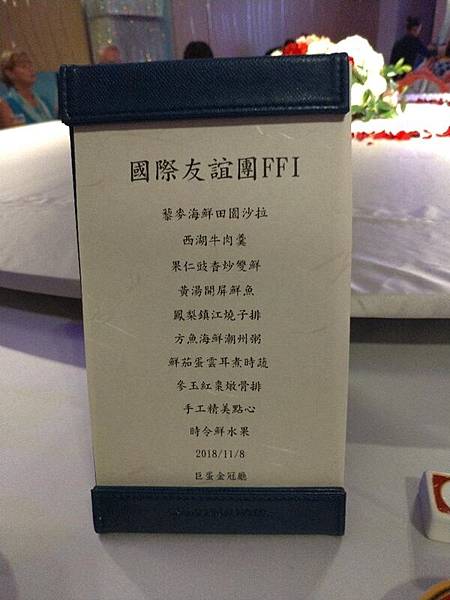 國際友誼團FFI
藜麥海鮮田園沙拉
西湖牛肉羹
果仁豉香炒雙鮮
黃湯開屏鮮魚
鳳梨鎮江燒子排
方魚海鮮潮州粥
鮮茄蛋雲耳煮時蔬
參玉紅棗燉骨排
手工精美點心
時令鮮水果
2018/11/8
巨蛋金冠廳